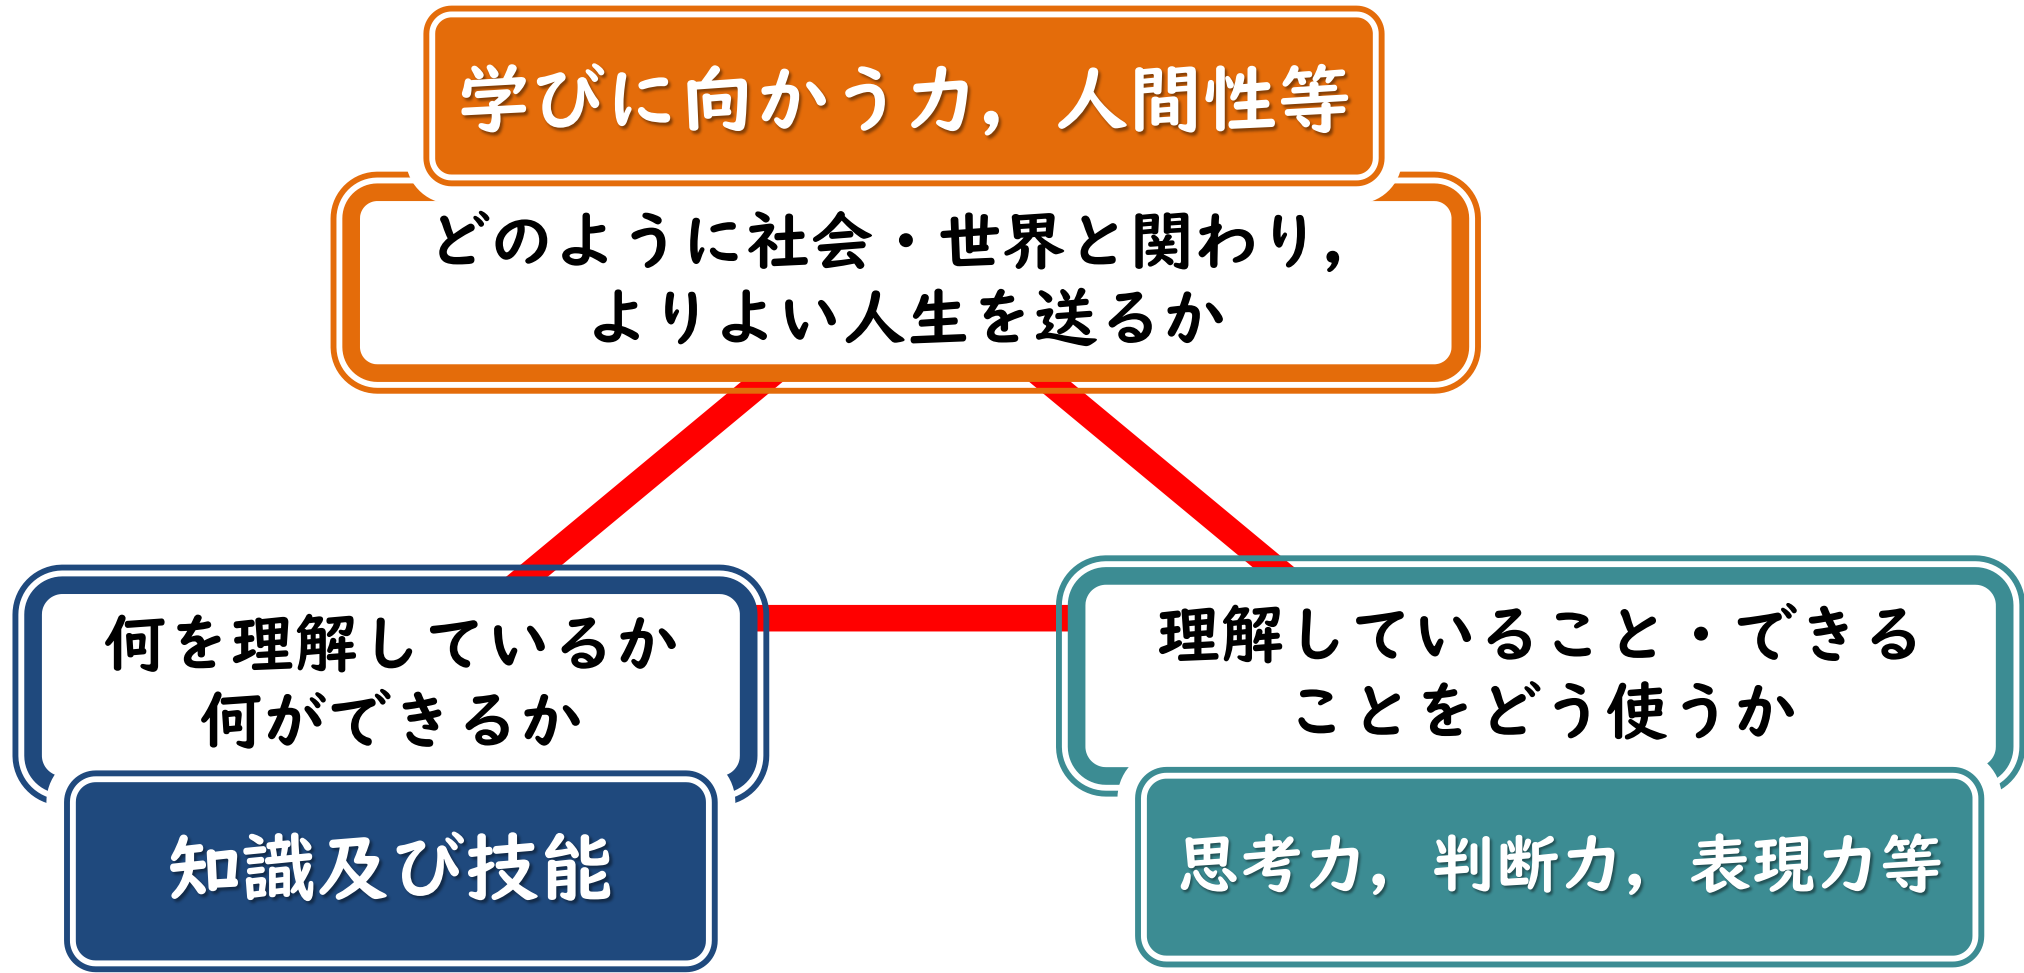 学びに向かう力，人間性等
どのように社会・世界と関わり，
よりよい人生を送るか
何を理解しているか
何ができるか
知識及び技能
理解していること・できる
ことをどう使うか
思考力，判断力，表現力等